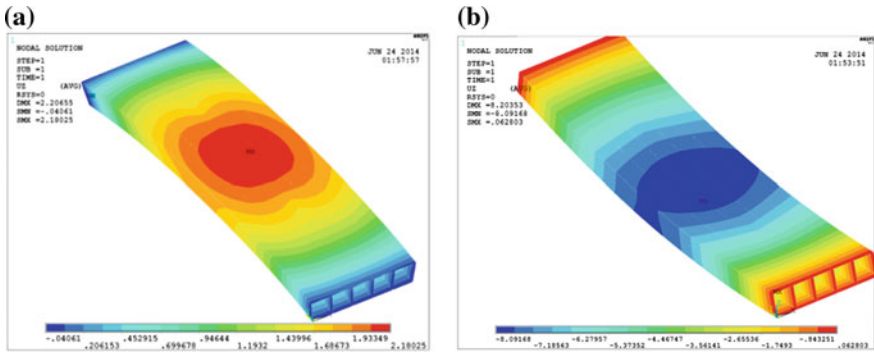 (a)
NODAL SOLUTION
STEP=1
SUB =1
TIME=1
UZ (AVG)
RSYS=0
DMX =2.20655
SMN =-.04061
SMX =2.18025
JUN 24 2014
01:57:57
-.04061 .452915 .94644 1.43996 1.93349
.206153 .699678 1.1932 1.68673 2.18025
(b)
NODAL SOLUTION
STEP=1
SUB =1
TIME=1
UZ (AVG)
RSYS=0
DMX =8.20353
SMN =-8.09168
SMX =.062803
JUN 24 2014
01:53:51
-8.09168 -6.27957 -4.46747 -2.65536 -.843251
-7.18563 -5.37352 -3.56141 -1.7493 .062803